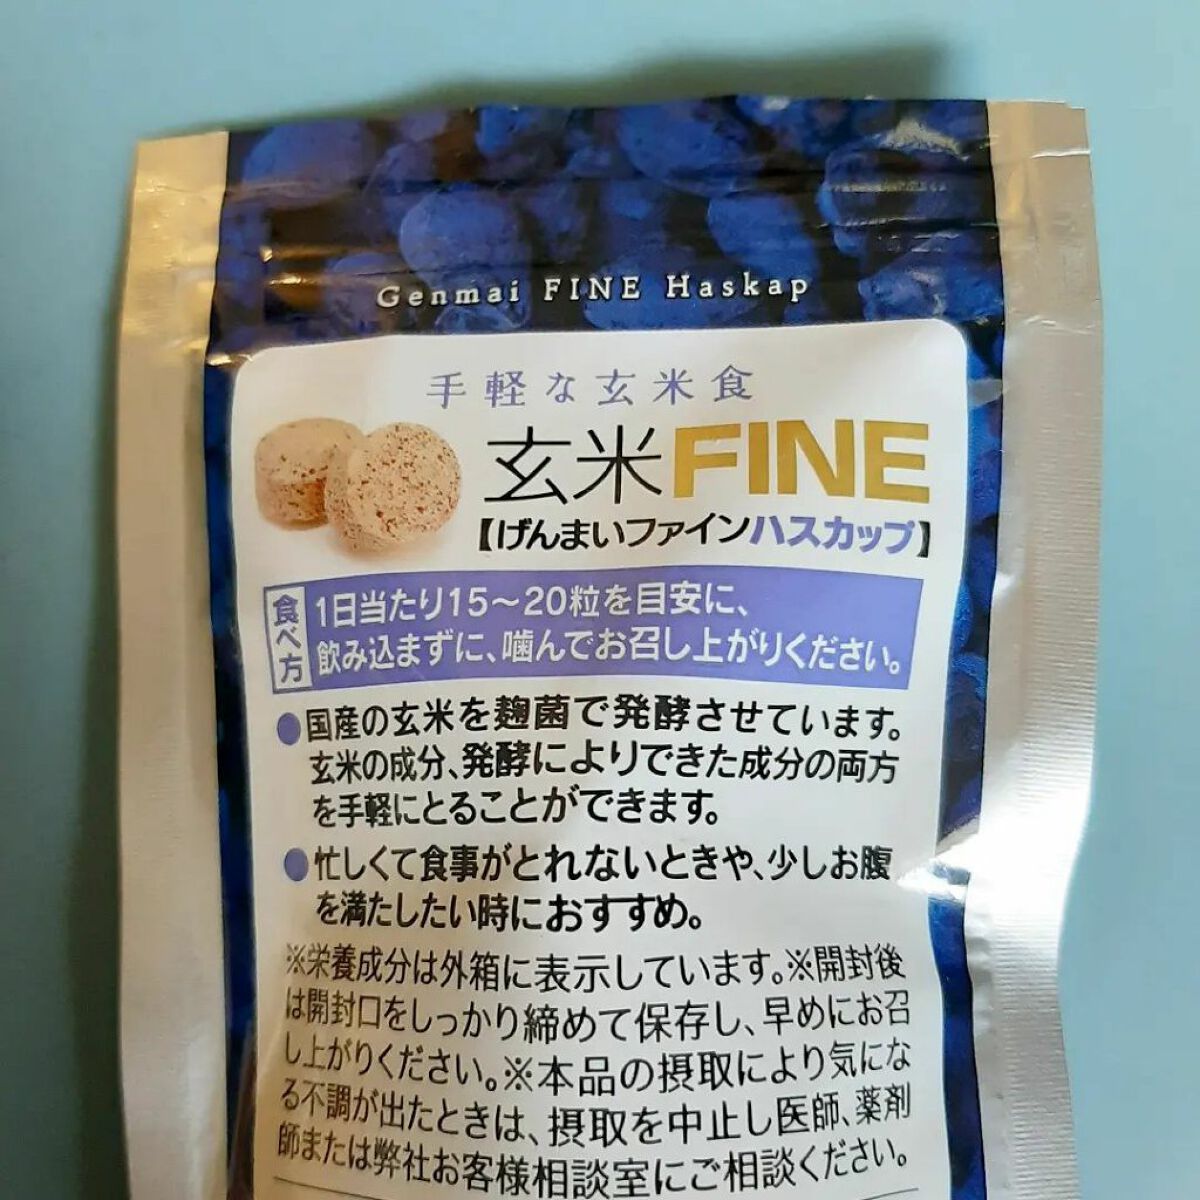 Genmai FINE Haskap
手軽な玄米食
玄米FINE
【げんまいファインハスカップ】
食べ方
1日当たり15～20粒を目安に、
飲み込まずに、噛んでお召し上がりください。
●国産の玄米を麹菌で発酵させています。
玄米の成分、発酵によりできた成分の両方
を手軽にとることができます。
●忙しくて食事がとれないときや、少しお腹
を満たしたい時におすすめ。
※栄養成分は外箱に表示しています。※開封後
は開封口をしっかり締めて保存し、早めにお召
し上がりください。※本品の摂取により気にな
る不調が出たときは、摂取を中止し医師、薬剤
師または弊社お客様相談室にご相談ください。